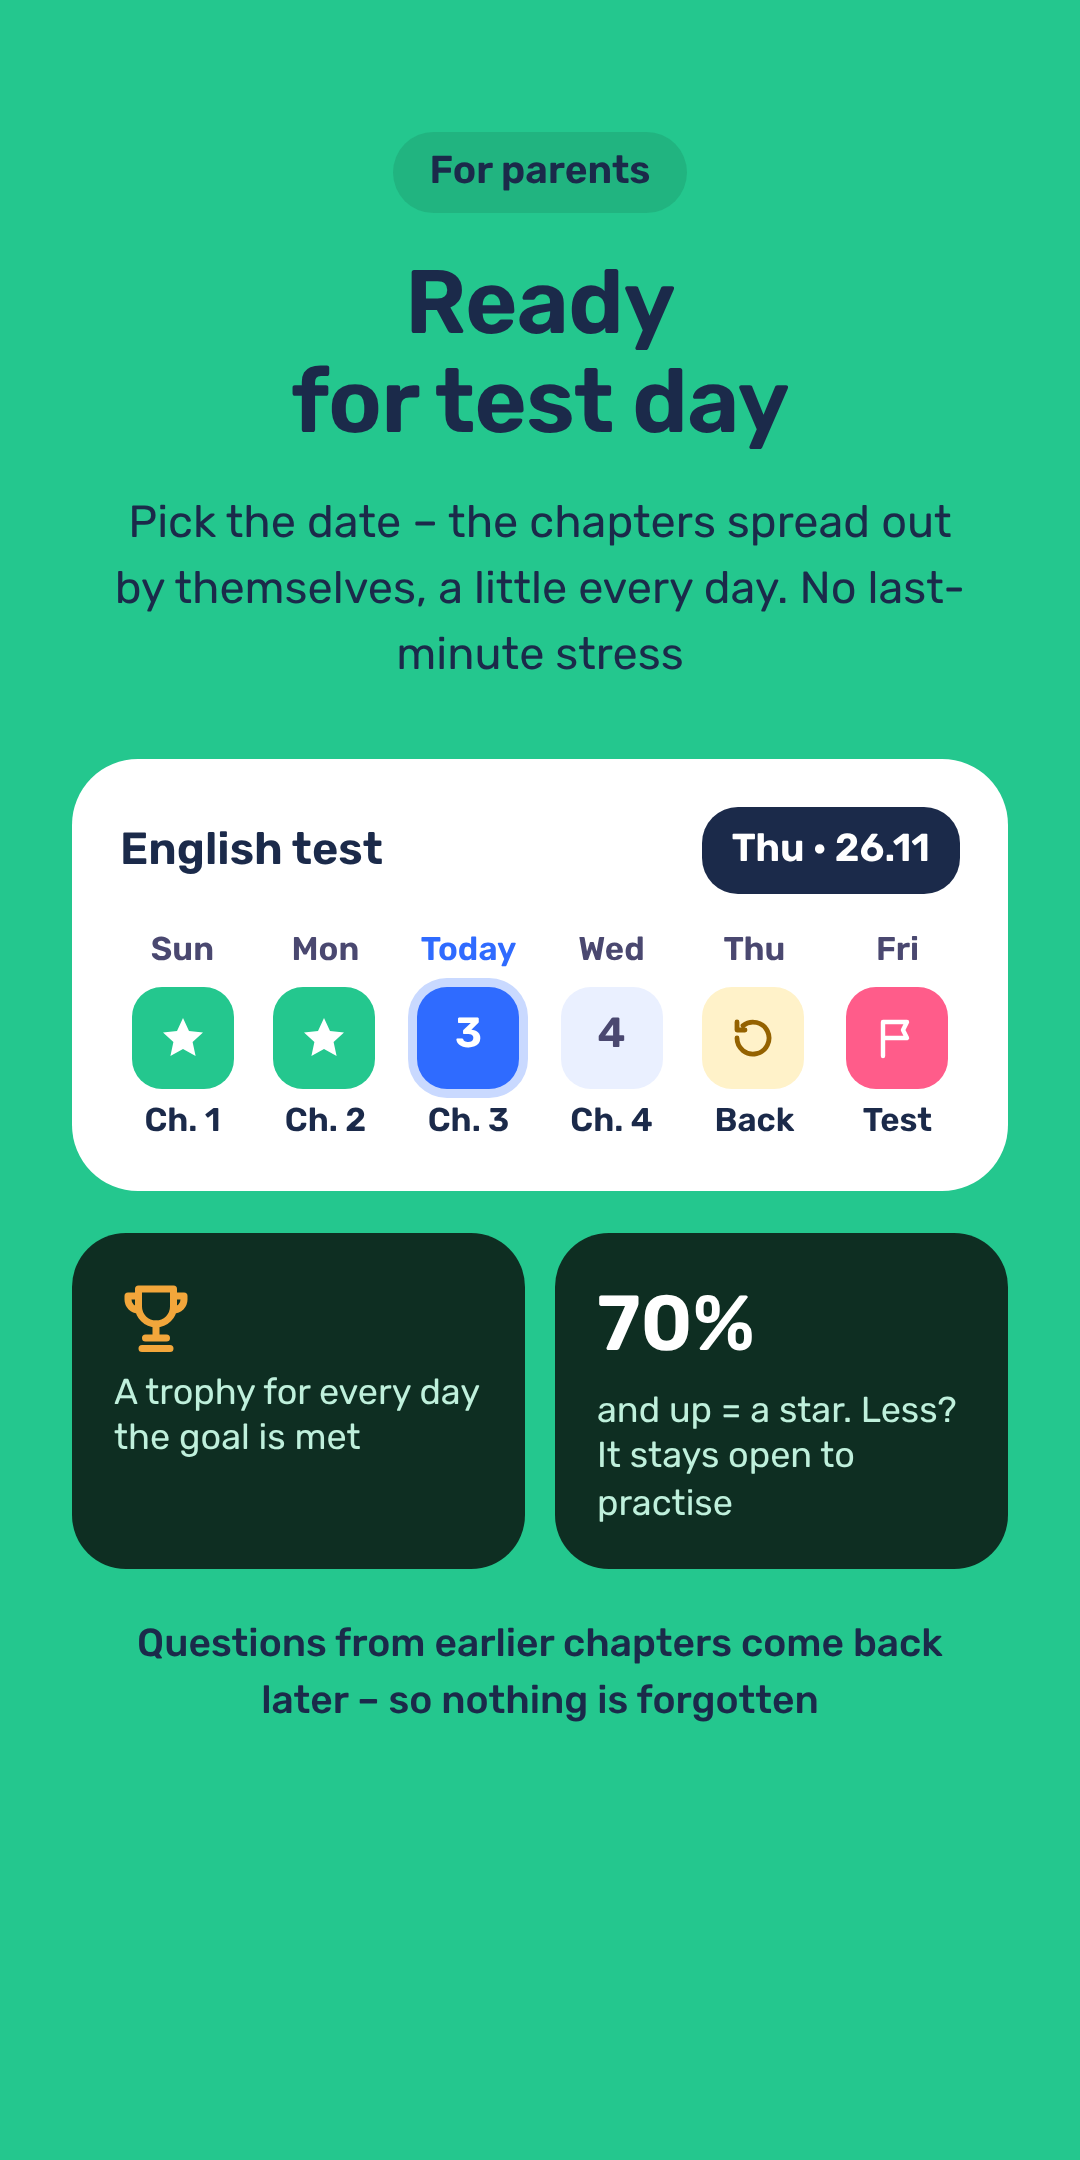 For parents
Ready
for test day
Pick the date – the chapters spread out
by themselves, a little every day. No last-
minute stress
English test
Thu • 26.11
Sun Mon Today Wed Thu Fri
3 4
Ch. 1 Ch. 2 Ch. 3 Ch. 4 Back Test
A trophy for every day
the goal is met
70%
and up = a star. Less?
It stays open to
practise
Questions from earlier chapters come back
later – so nothing is forgotten